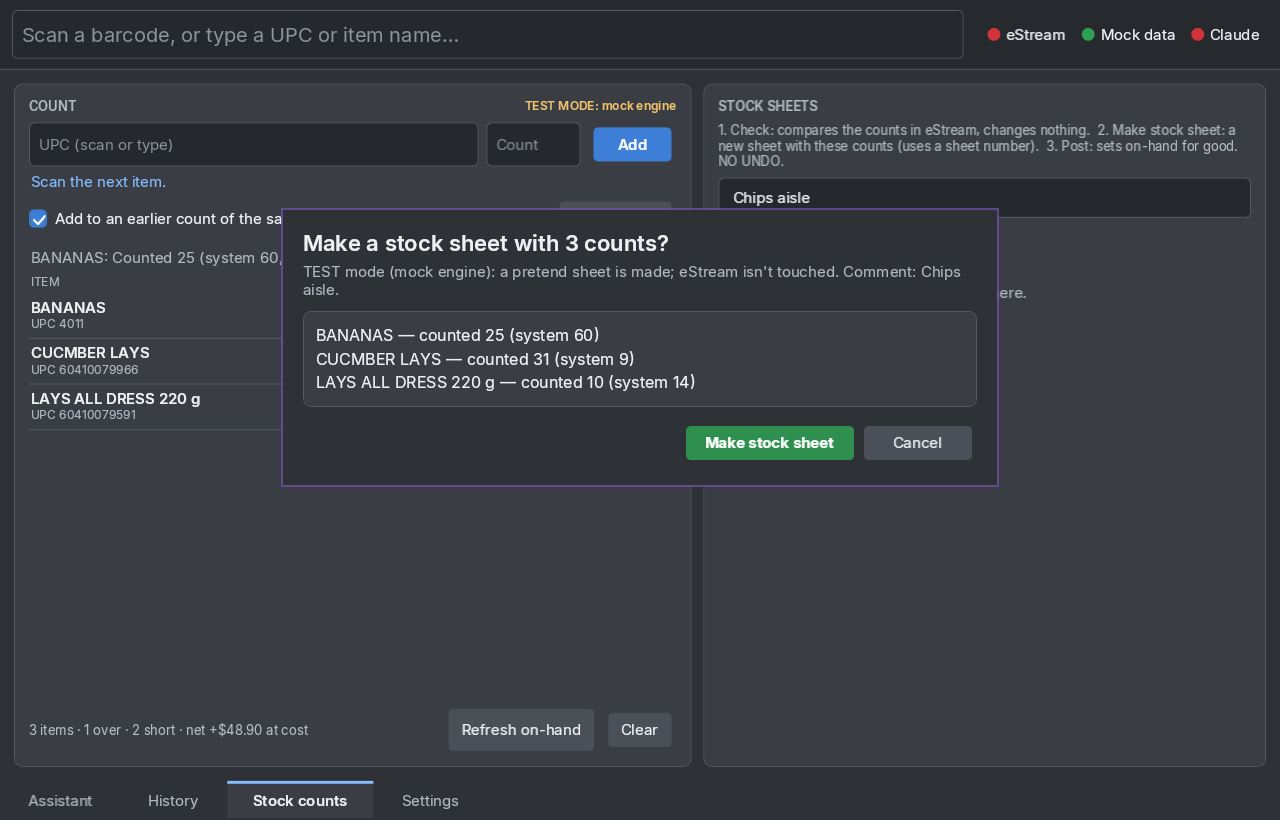 Scan a barcode, or type a UPC or item name...
eStream
Mock data
Claude
COUNT
TEST MODE: mock engine
UPC (scan or type)
Count
Add
Scan the next item.
Add to an earlier count of the sa
BANANAS: Counted 25 (system 60,
ITEM
BANANAS
UPC 4011
CUCMBER LAYS
UPC 60410079966
LAYS ALL DRESS 220 g
UPC 60410079591
3 items · 1 over · 2 short · net +$48.90 at cost
Refresh on-hand
Clear
STOCK SHEETS
1. Check: compares the counts in eStream, changes nothing.  2. Make stock sheet: a
new sheet with these counts (uses a sheet number).  3. Post: sets on-hand for good.
NO UNDO.
Chips aisle
ere.
Make a stock sheet with 3 counts?
TEST mode (mock engine): a pretend sheet is made; eStream isn't touched. Comment: Chips
aisle.
BANANAS — counted 25 (system 60)
CUCMBER LAYS — counted 31 (system 9)
LAYS ALL DRESS 220 g — counted 10 (system 14)
Make stock sheet
Cancel
Assistant
History
Stock counts
Settings